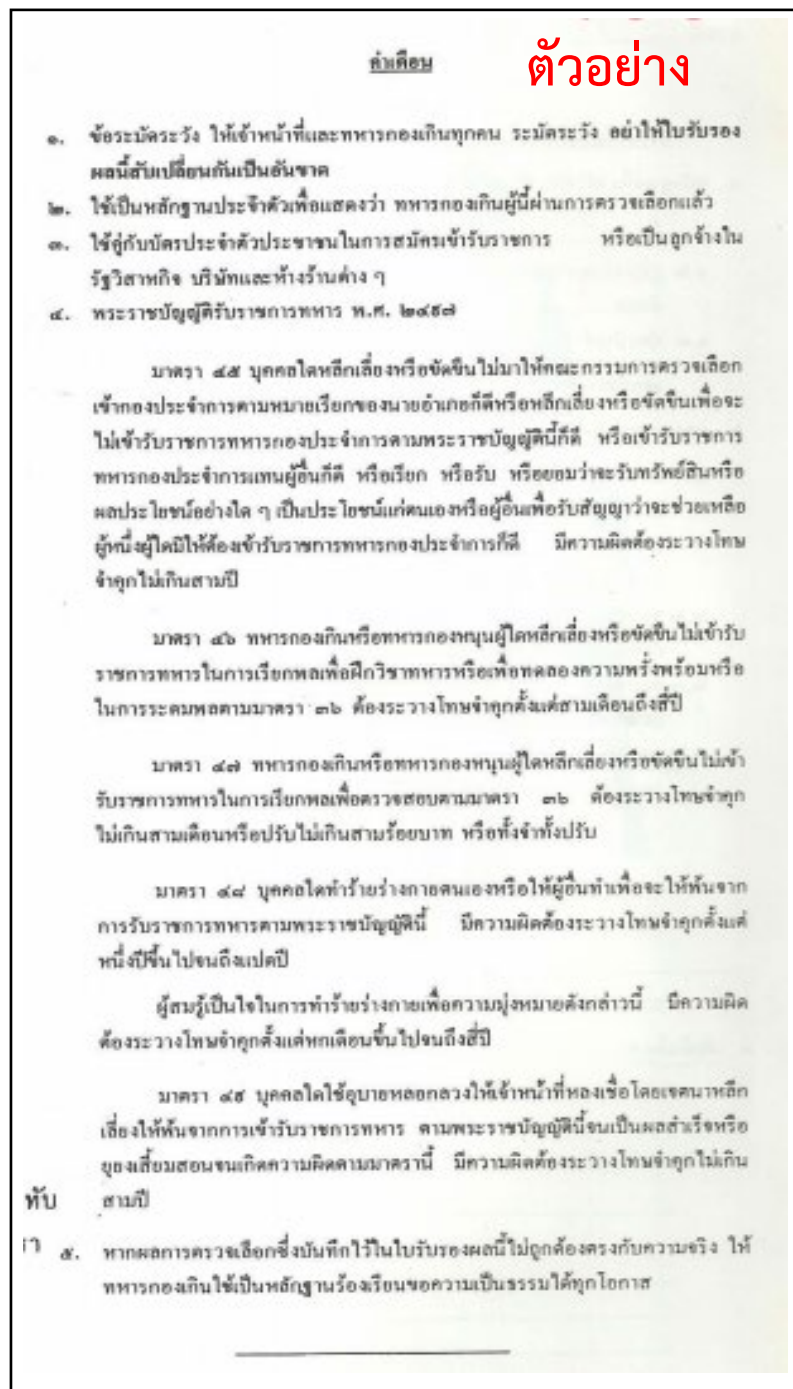 คำเตือน
ตัวอย่าง
๑. ข้อระมัดระวัง ให้เจ้าหน้าที่และทหารกองเกินทุกคน ระมัดระวัง อย่าให้ใบรับรอง
ผลนี้สับเปลี่ยนกันเป็นอันขาด
๒. ใช้เป็นหลักฐานประจำตัวเพื่อแสดงว่า ทหารกองเกินผู้นี้ผ่านการตรวจเลือกแล้ว
๓. ใช้คู่กับบัตรประจำตัวประชาชนในการสมัครเข้ารับราชการ หรือเป็นลูกจ้างใน
รัฐวิสาหกิจ บริษัทและห้างร้านต่าง ๆ
๔. พระราชบัญญัติรับราชการทหาร พ.ศ. ๒๔๙๗
มาตรา ๔๕ บุคคลใดหลีกเลี่ยงหรือขัดขืนไม่มาให้คณะกรรมการตรวจเลือก
เข้ากองประจำการตามหมายเรียกของนายอำเภอก็ดีหรือหลีกเลี่ยงหรือขัดขืนเพื่อจะ
ไม่เข้ารับราชการทหารกองประจำการตามพระราชบัญญัตินี้ก็ดี หรือเข้ารับราชการ
ทหารกองประจำการแทนผู้อื่นก็ดี หรือเรียก หรือรับ หรือยอมว่าจะรับทรัพย์สินหรือ
ผลประโยชน์อย่างใด ๆ เป็นประโยชน์แก่ตนเองหรือผู้อื่นเพื่อรับสัญญาว่าจะช่วยเหลือ
ผู้หนึ่งผู้ใดมิให้ต้องเข้ารับราชการทหารกองประจำการก็ดี มีความผิดต้องระวางโทษ
จำคุกไม่เกินสามปี
มาตรา ๔๖ ทหารกองเกินหรือทหารกองหนุนผู้ใดหลีกเลี่ยงหรือขัดขืนไม่เข้ารับ
ราชการทหารในการเรียกพลเพื่อฝึกวิชาทหารหรือเพื่อทดลองความพรั่งพร้อมหรือ
ในการระดมพลตามมาตรา ๓๖ ต้องระวางโทษจำคุกตั้งแต่สามเดือนถึงสี่ปี
มาตรา ๔๗ ทหารกองเกินหรือทหารกองหนุนผู้ใดหลีกเลี่ยงหรือขัดขืนไม่เข้า
รับราชการทหารในการเรียกพลเพื่อตรวจสอบตามมาตรา ๓๖ ต้องระวางโทษจำคุก
ไม่เกินสามเดือนหรือปรับไม่เกินสามร้อยบาท หรือทั้งจำทั้งปรับ
มาตรา ๔๘ บุคคลใดทำร้ายร่างกายตนเองหรือให้ผู้อื่นทำเพื่อจะให้พ้นจาก
การรับราชการทหารตามพระราชบัญญัตินี้ มีความผิดต้องระวางโทษจำคุกตั้งแต่
หนึ่งปีขึ้นไปจนถึงแปดปี
ผู้สมรู้เป็นใจในการทำร้ายร่างกายเพื่อความมุ่งหมายดังกล่าวนี้ มีความผิด
ต้องระวางโทษจำคุกตั้งแต่หกเดือนขึ้นไปจนถึงสี่ปี
มาตรา ๔๙ บุคคลใดใช้อุบายหลอกลวงให้เจ้าหน้าที่หลงเชื่อโดยเจตนาหลีก
เลี่ยงให้พ้นจากการเข้ารับราชการทหาร ตามพระราชบัญญัตินี้จนเป็นผลสำเร็จหรือ
ยุยงเสี้ยมสอนจนเกิดความผิดตามมาตรานี้ มีความผิดต้องระวางโทษจำคุกไม่เกิน
ทับ สามปี
๕. หากผลการตรวจเลือกซึ่งบันทึกไว้ในใบรับรองผลนี้ไม่ถูกต้องตรงกับความจริง ให้
ทหารกองเกินใช้เป็นหลักฐานร้องเรียนขอความเป็นธรรมได้ทุกโอกาส